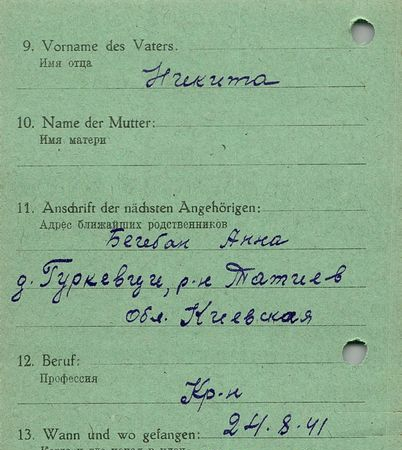 9. Vorname des Vaters.
Имя отца
Никита
10. Name der Mutter:
Имя матери
11. Anschrift der nächsten Angehörigen:
Адрес ближайших родственников
Бегебан Анна
д. Гуркевци, р-н Татиев
обл. Киевская
12. Beruf:
Профессия
Кр-н
13. Wann und wo gefangen: 24.8.41